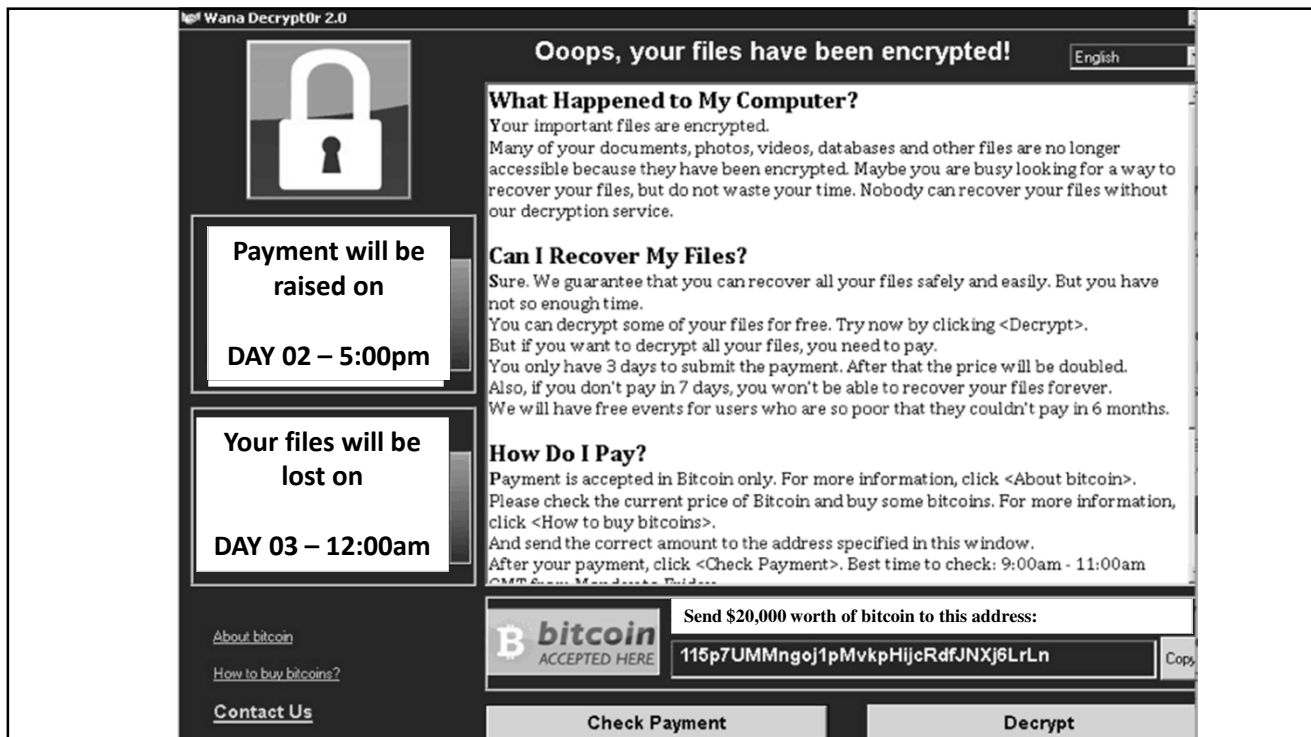 Wana Decrypt0r 2.0
Ooops, your files have been encrypted!
English
What Happened to My Computer?
Your important files are encrypted.
Many of your documents, photos, videos, databases and other files are no longer
accessible because they have been encrypted. Maybe you are busy looking for a way to
recover your files, but do not waste your time. Nobody can recover your files without
our decryption service.
Can I Recover My Files?
Sure. We guarantee that you can recover all your files safely and easily. But you have
not so enough time.
You can decrypt some of your files for free. Try now by clicking <Decrypt>.
But if you want to decrypt all your files, you need to pay.
You only have 3 days to submit the payment. After that the price will be doubled.
Also, if you don't pay in 7 days, you won't be able to recover your files forever.
We will have free events for users who are so poor that they couldn't pay in 6 months.
How Do I Pay?
Payment is accepted in Bitcoin only. For more information, click <About bitcoin>.
Please check the current price of Bitcoin and buy some bitcoins. For more information,
click <How to buy bitcoins>.
And send the correct amount to the address specified in this window.
After your payment, click <Check Payment>. Best time to check: 9:00am - 11:00am
GMT from Monday to Friday
Payment will be
raised on
DAY 02 – 5:00pm
Your files will be
lost on
DAY 03 – 12:00am
About bitcoin
How to buy bitcoins?
Contact Us
bitcoin
ACCEPTED HERE
Send $20,000 worth of bitcoin to this address:
115p7UMMngoj1pMvkpHijcRdfJNXj6LrLn
Copy
Check Payment
Decrypt